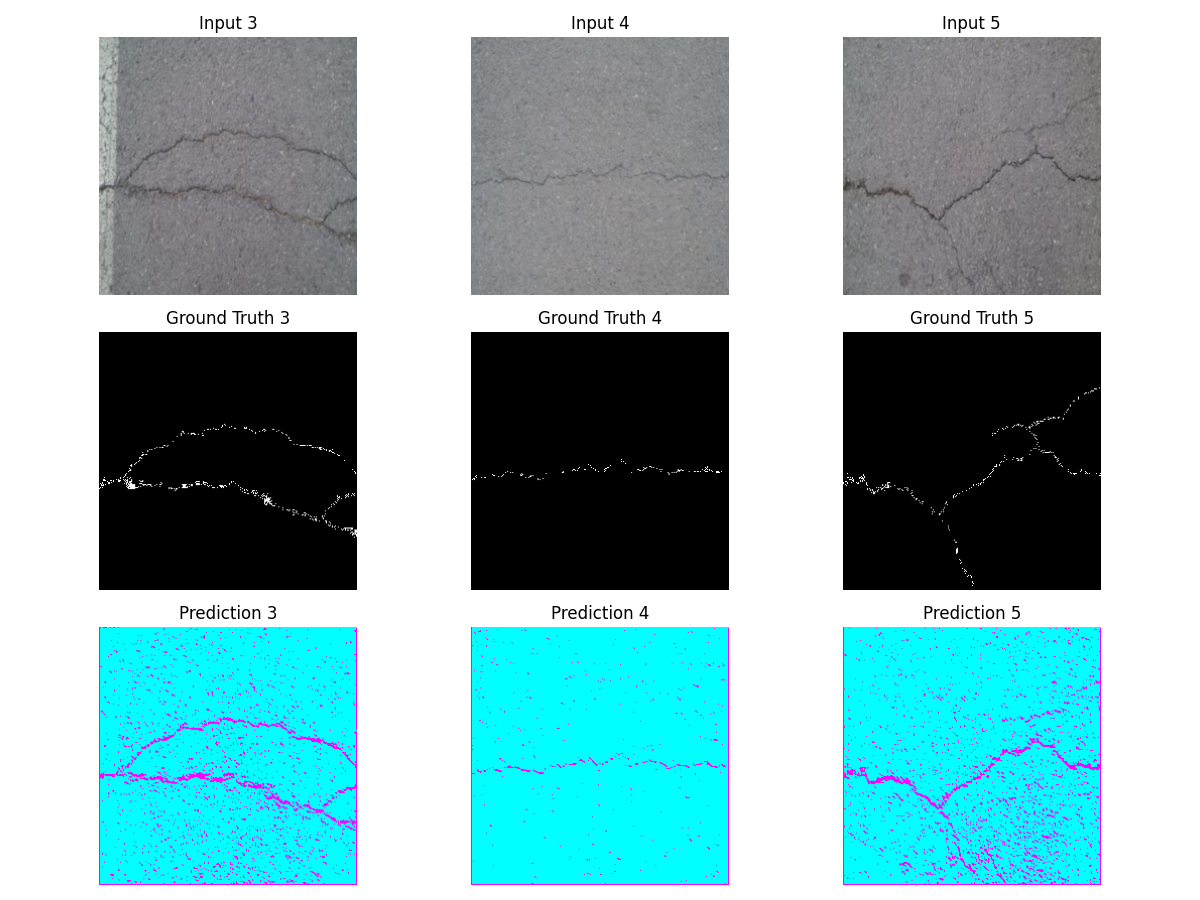 Input 3
Input 4
Input 5
Ground Truth 3
Ground Truth 4
Ground Truth 5
Prediction 3
Prediction 4
Prediction 5